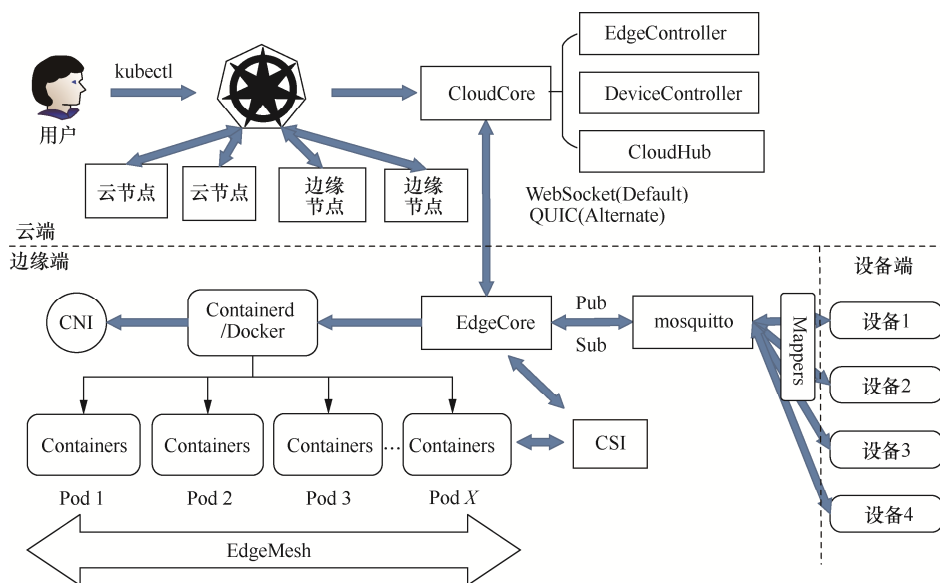 EdgeController
kubectl
CloudCore
DeviceController
用户
CloudHub
云节点
云节点
边缘
节点
边缘
节点
WebSocket(Default)
QUIC(Alternate)
云端
边缘端
设备端
CNI
Containerd
/Docker
EdgeCore
Pub
Sub
mosquitto
Mappers
设备1
设备2
设备3
设备4
Containers
Containers
Containers
...
Containers
CSI
Pod 1
Pod 2
Pod 3
Pod X
EdgeMesh